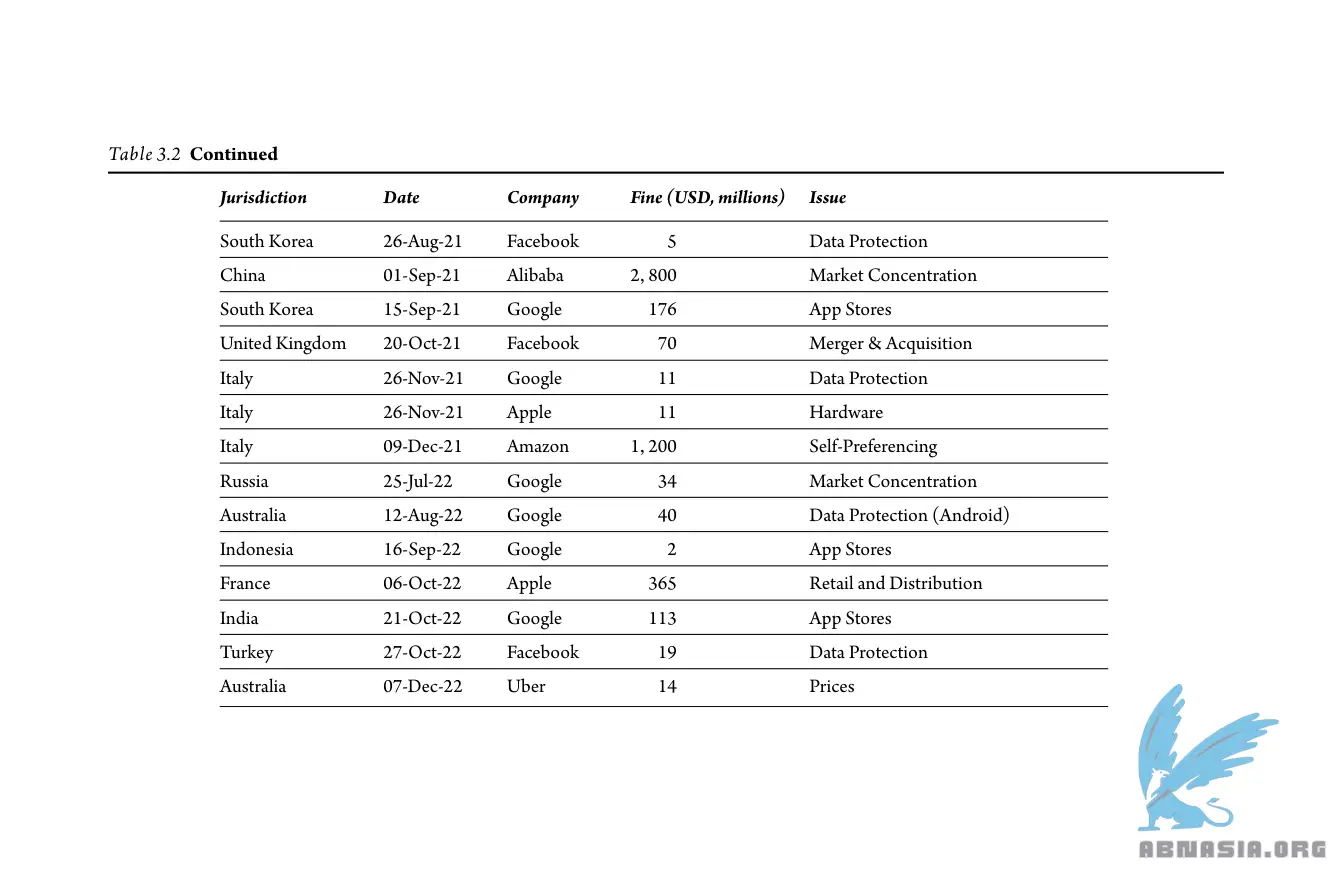 Table 3.2 Continued
Jurisdiction Date Company Fine (USD, millions) Issue
South Korea 26-Aug-21 Facebook 5 Data Protection
China 01-Sep-21 Alibaba 2, 800 Market Concentration
South Korea 15-Sep-21 Google 176 App Stores
United Kingdom 20-Oct-21 Facebook 70 Merger & Acquisition
Italy 26-Nov-21 Google 11 Data Protection
Italy 26-Nov-21 Apple 11 Hardware
Italy 09-Dec-21 Amazon 1, 200 Self-Preferencing
Russia 25-Jul-22 Google 34 Market Concentration
Australia 12-Aug-22 Google 40 Data Protection (Android)
Indonesia 16-Sep-22 Google 2 App Stores
France 06-Oct-22 Apple 365 Retail and Distribution
India 21-Oct-22 Google 113 App Stores
Turkey 27-Oct-22 Facebook 19 Data Protection
Australia 07-Dec-22 Uber 14 Prices
ABNASIA.ORG